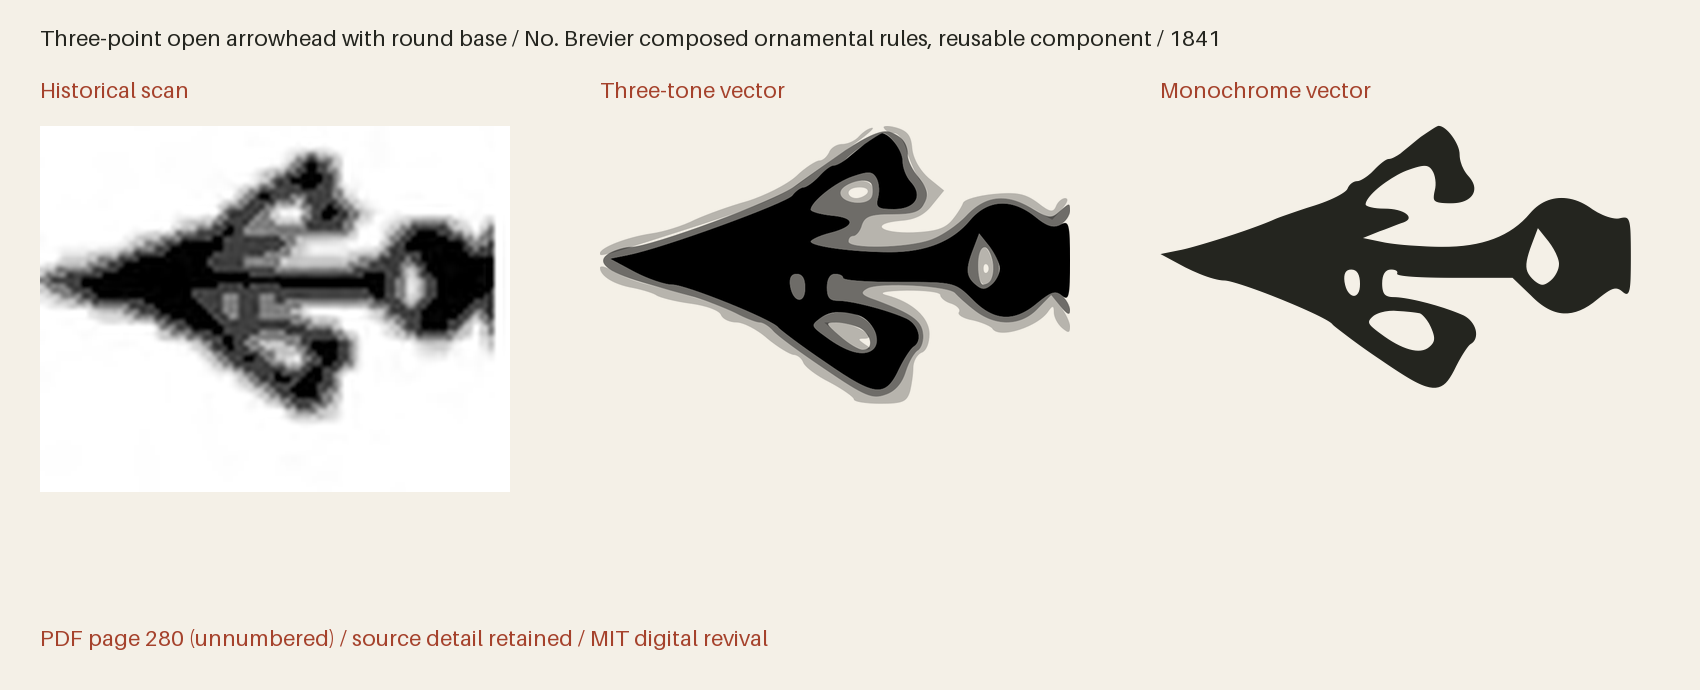 Three-point open arrowhead with round base / No. Brevier composed ornamental rules, reusable component / 1841
Historical scan
Three-tone vector
Monochrome vector
PDF page 280 (unnumbered) / source detail retained / MIT digital revival